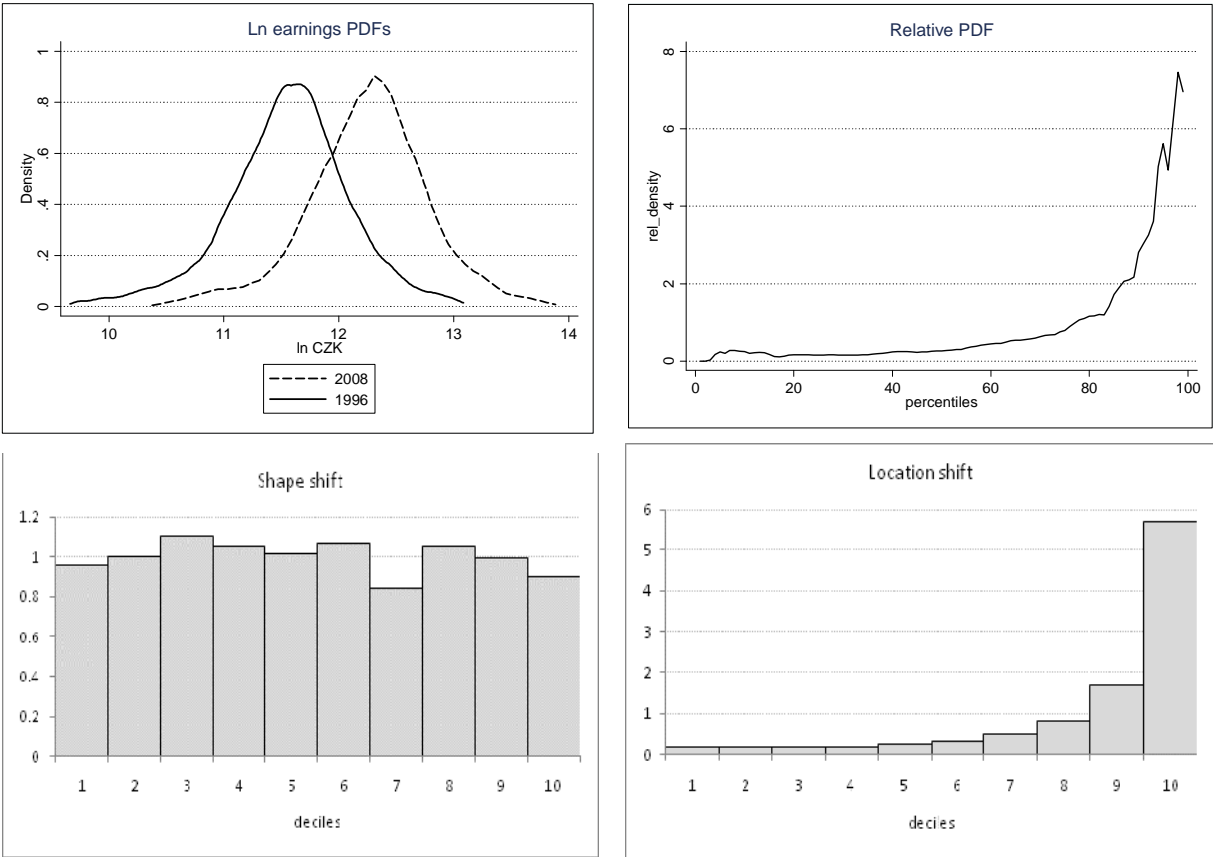 Ln earnings PDFs
Density
0 .2 .4 .6 .8 1
10 11 12 13 14
ln CZK
2008
1996
Relative PDF
rel_density
0 2 4 6 8
0 20 40 60 80 100
percentiles
Shape shift
1.2
1
0.8
0.6
0.4
0.2
0
1 2 3 4 5 6 7 8 9 10
deciles
Location shift
6
5
4
3
2
1
0
1 2 3 4 5 6 7 8 9 10
deciles